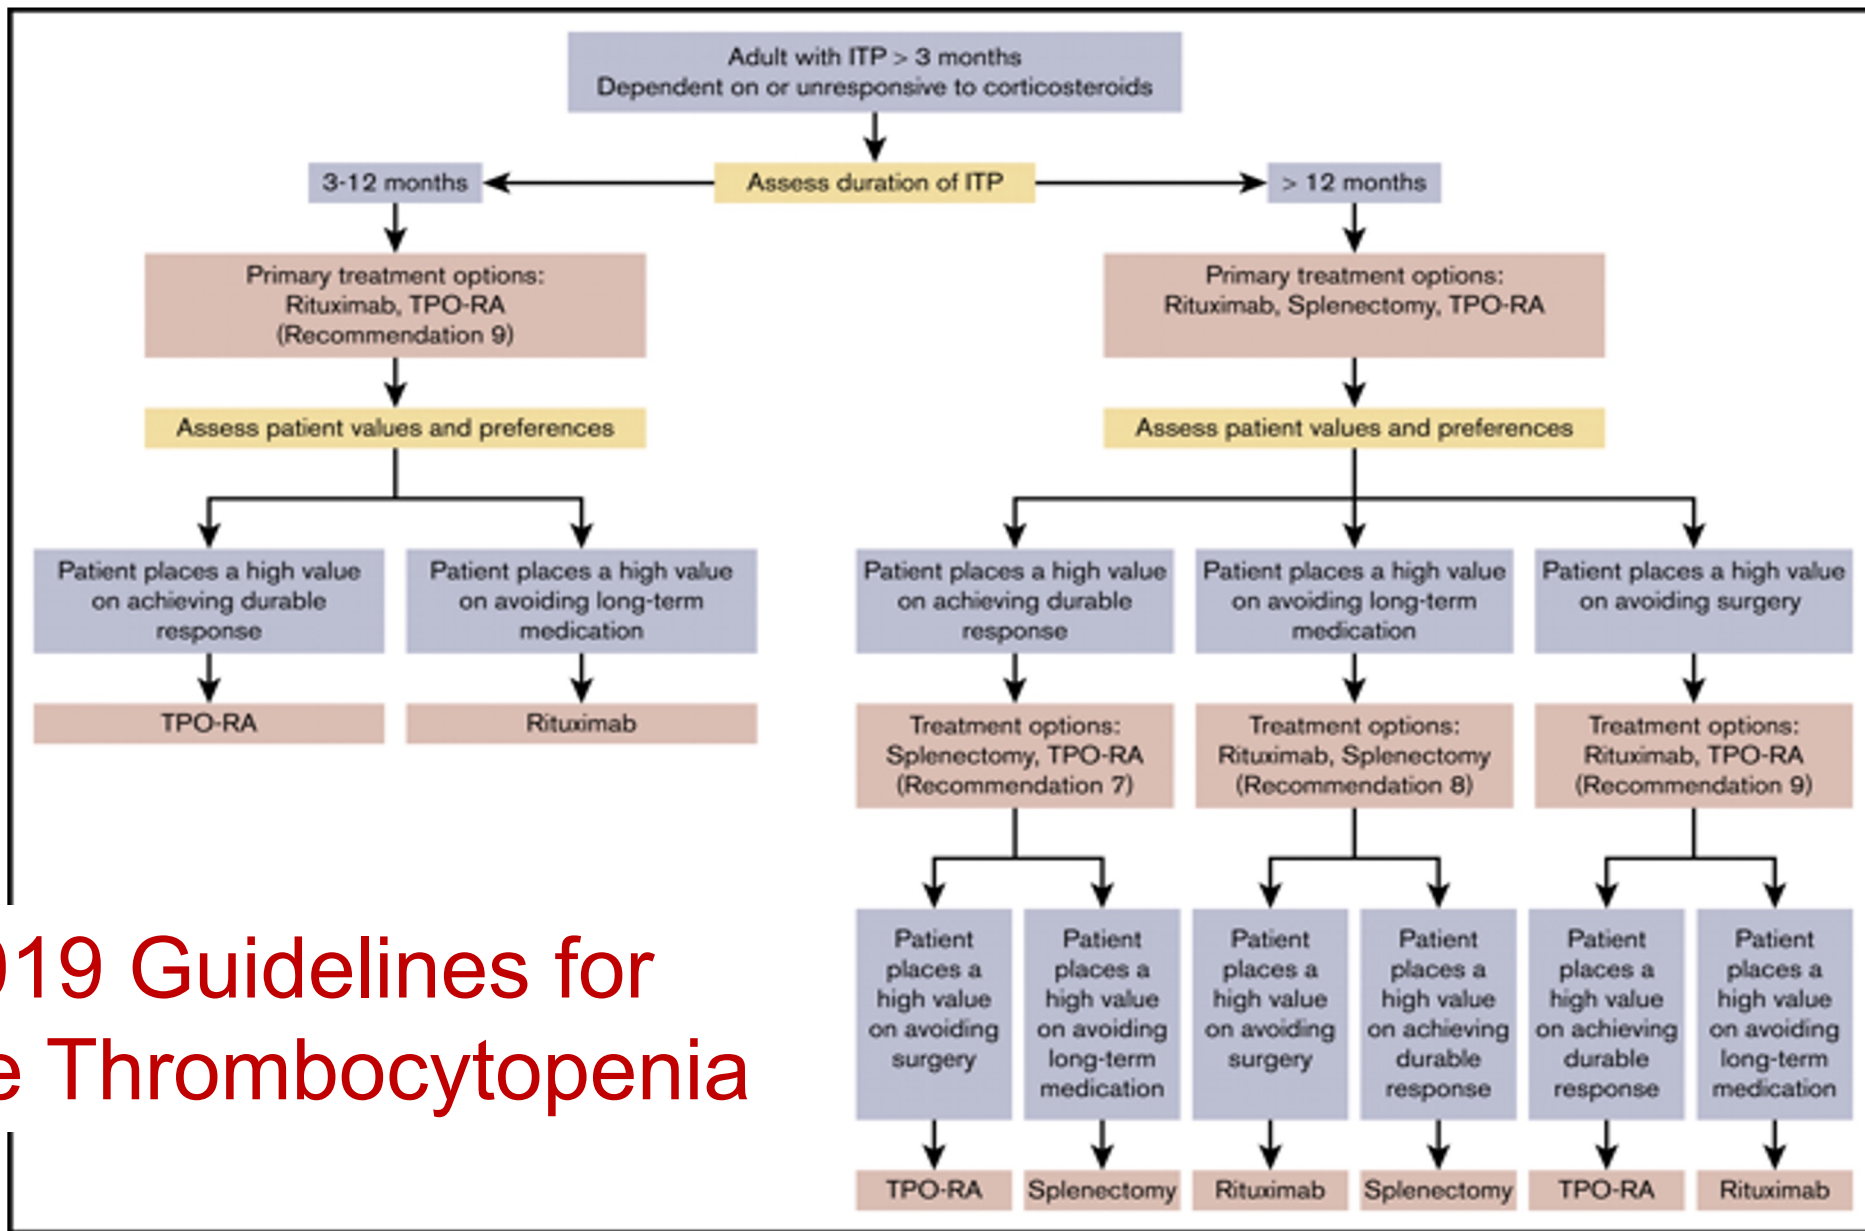 Adult with ITP > 3 months
Dependent on or unresponsive to corticosteroids
3-12 months
Assess duration of ITP
> 12 months
Primary treatment options:
Rituximab, TPO-RA
(Recommendation 9)
Primary treatment options:
Rituximab, Splenectomy, TPO-RA
Assess patient values and preferences
Assess patient values and preferences
Patient places a high value
on achieving durable
response
Patient places a high value
on avoiding long-term
medication
Patient places a high value
on achieving durable
response
Patient places a high value
on avoiding long-term
medication
Patient places a high value
on avoiding surgery
TPO-RA
Rituximab
Treatment options:
Splenectomy, TPO-RA
(Recommendation 7)
Treatment options:
Rituximab, Splenectomy
(Recommendation 8)
Treatment options:
Rituximab, TPO-RA
(Recommendation 9)
Patient
places a
high value
on avoiding
surgery
Patient
places a
high value
on avoiding
long-term
medication
Patient
places a
high value
on avoiding
surgery
Patient
places a
high value
on achieving
durable
response
Patient
places a
high value
on achieving
durable
response
Patient
places a
high value
on avoiding
long-term
medication
TPO-RA
Splenectomy
Rituximab
Splenectomy
TPO-RA
Rituximab
019 Guidelines for
e Thrombocytopenia